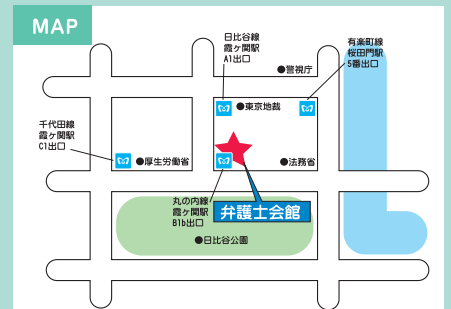 MAP
日比谷線
霞ヶ関駅
A1出口
有楽町線
桜田門駅
5番出口
●警視庁
●東京地裁
千代田線
霞ヶ関駅
C1出口
●厚生労働省
●法務省
丸の内線
霞ヶ関駅
B1b出口
弁護士会館
●日比谷公園